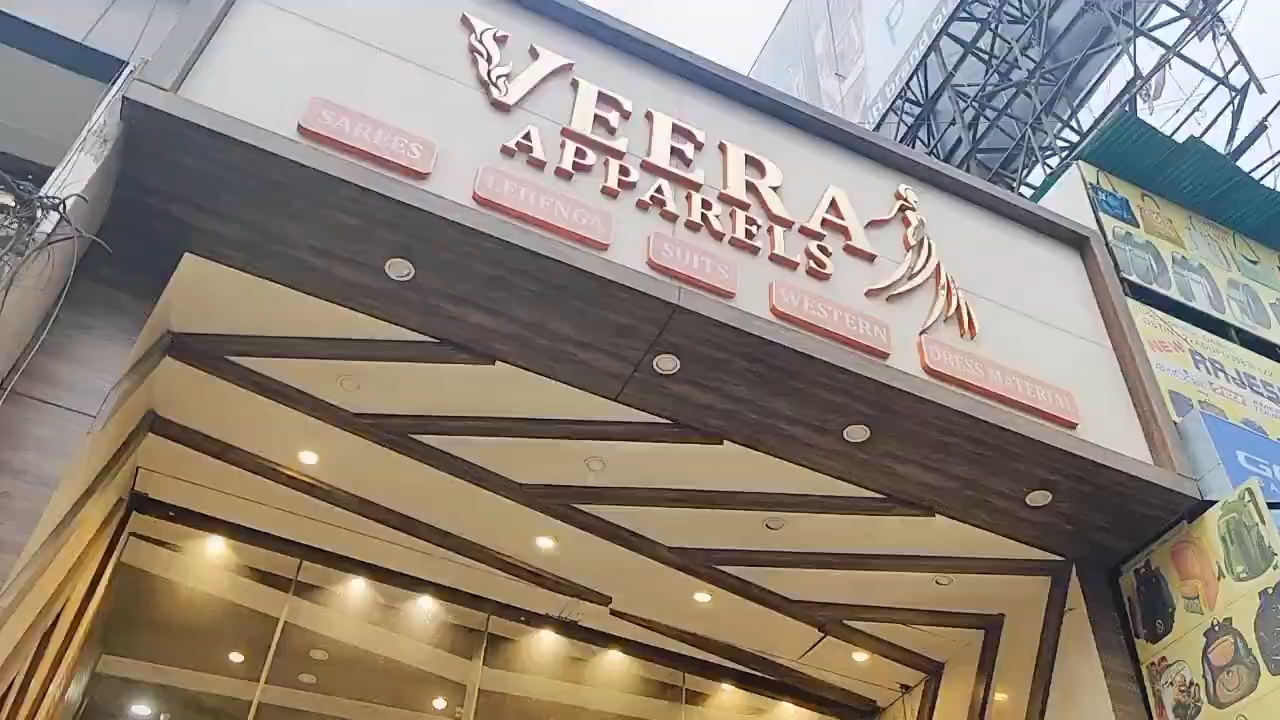 VEERA
APPARELS
SAREES
LEHENGA
SUITS
WESTERN
DRESS MATERIAL
NEW